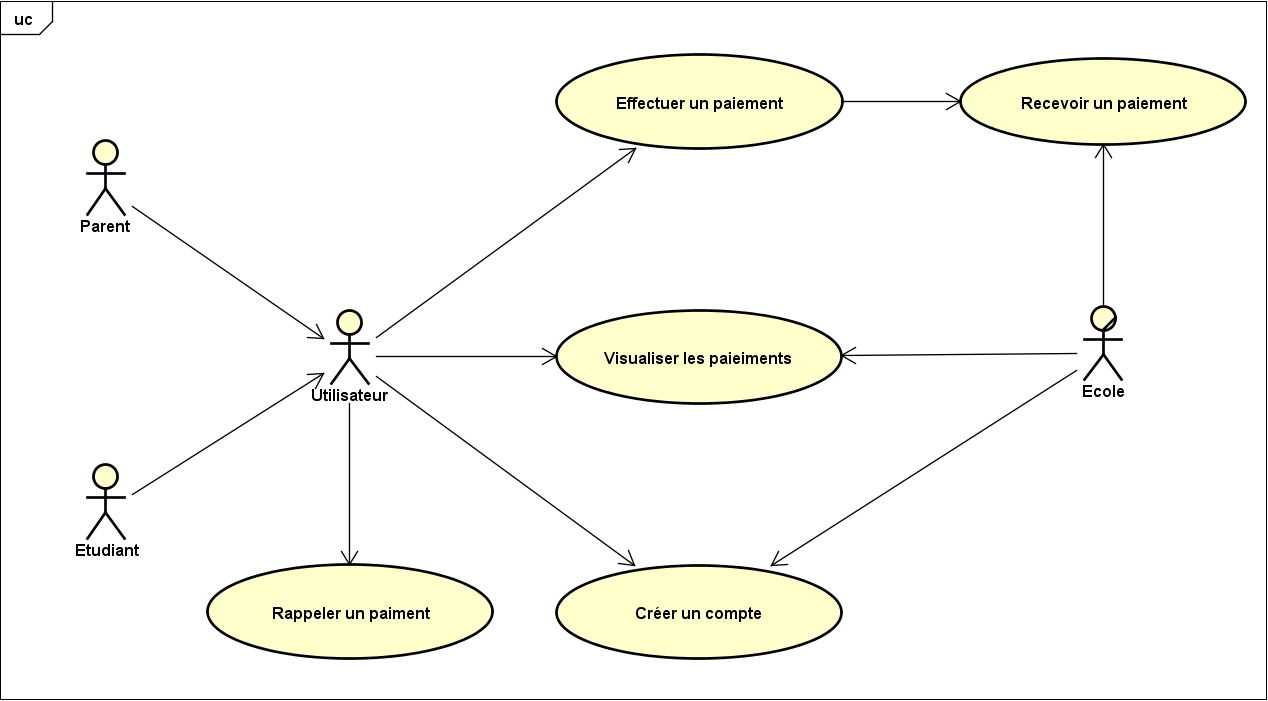 uc
Effectuer un paiement
Recevoir un paiement
Parent
Visualiser les paieiments
Utilisateur
Ecole
Etudiant
Rappeler un paiment
Créer un compte